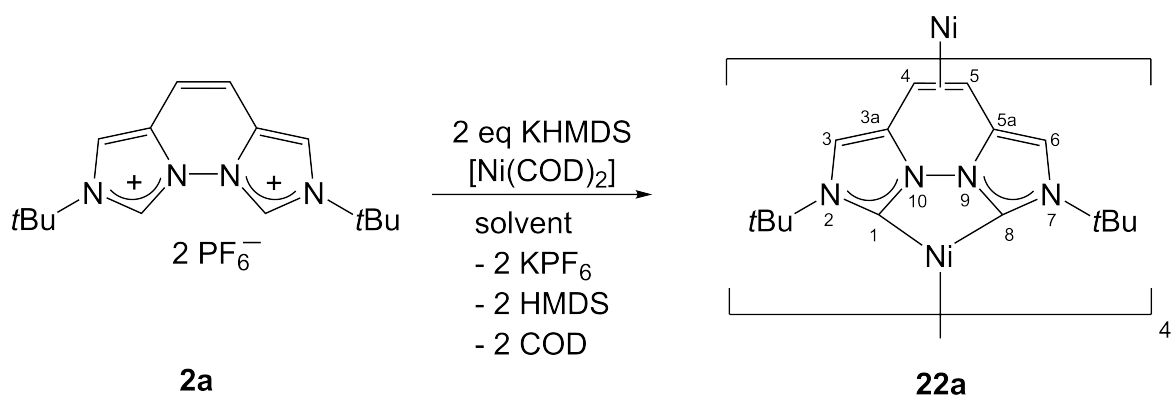 N + N N + N
tBu tBu
2 PF6−
2a
2 eq KHMDS
[Ni(COD)2]
solvent
- 2 KPF6
- 2 HMDS
- 2 COD
Ni
4 5
3a 5a
3 6
N N N N
2 10 9 7
tBu tBu
1 8
Ni
4
22a